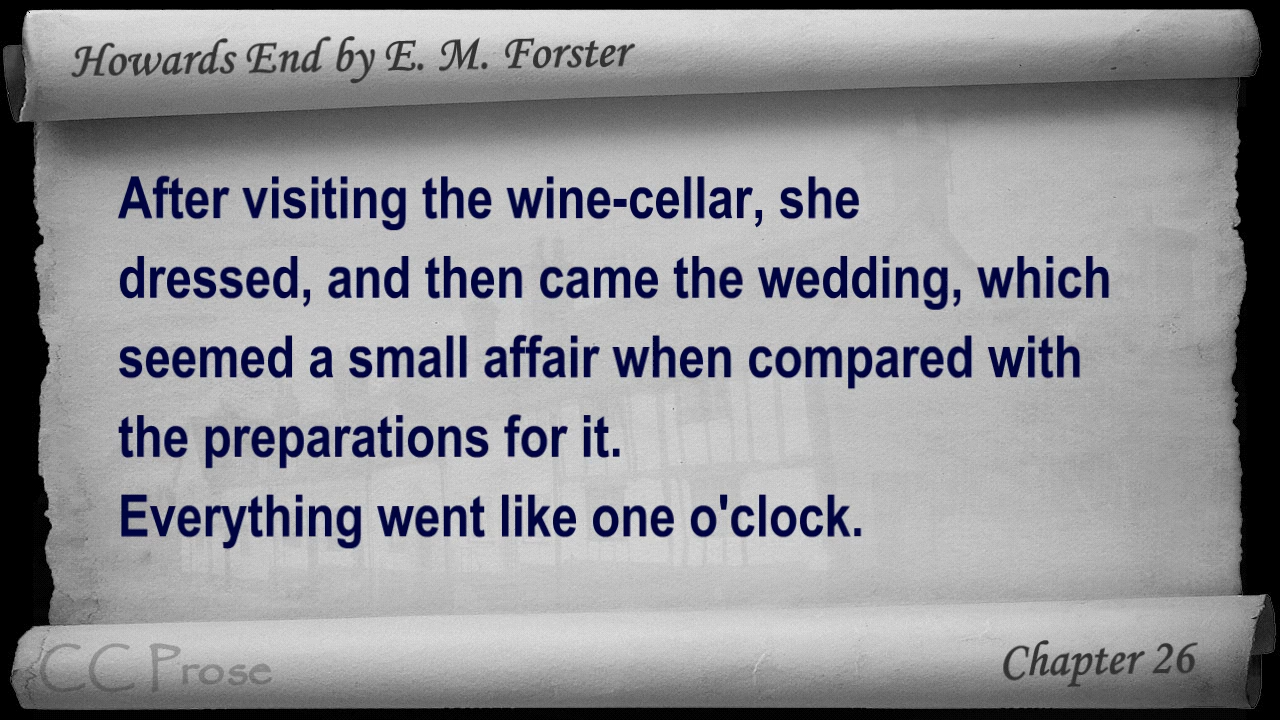 Howards End by E. M. Forster
After visiting the wine-cellar, she
dressed, and then came the wedding, which
seemed a small affair when compared with
the preparations for it.
Everything went like one o'clock.
CC Prose
Chapter 26